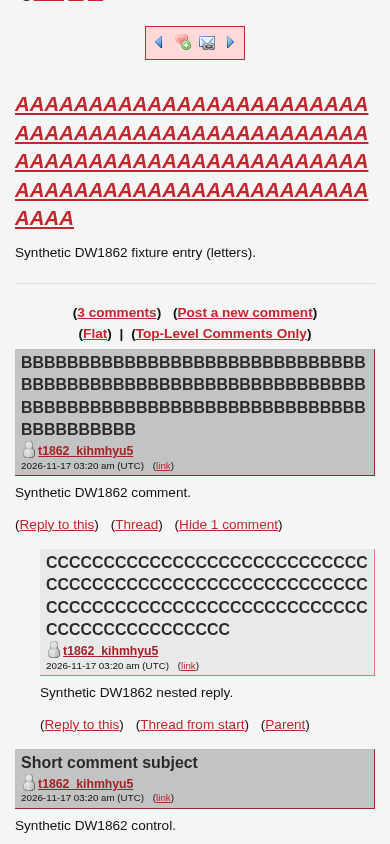 AAAAAAAAAAAAAAAAAAAAAAAA
AAAAAAAAAAAAAAAAAAAAAAAA
AAAAAAAAAAAAAAAAAAAAAAAA
AAAAAAAAAAAAAAAAAAAAAAAA
AAAA
Synthetic DW1862 fixture entry (letters).
(3 comments) (Post a new comment)
(Flat) | (Top-Level Comments Only)
BBBBBBBBBBBBBBBBBBBBBBBBBBBBBB
BBBBBBBBBBBBBBBBBBBBBBBBBBBBBB
BBBBBBBBBBBBBBBBBBBBBBBBBBBBBB
BBBBBBBBBB
t1862_kihmhyu5
2026-11-17 03:20 am (UTC) (link)
Synthetic DW1862 comment.
(Reply to this) (Thread) (Hide 1 comment)
CCCCCCCCCCCCCCCCCCCCCCCCCCCC
CCCCCCCCCCCCCCCCCCCCCCCCCCCC
CCCCCCCCCCCCCCCCCCCCCCCCCCCC
CCCCCCCCCCCCCCCC
t1862_kihmhyu5
2026-11-17 03:20 am (UTC) (link)
Synthetic DW1862 nested reply.
(Reply to this) (Thread from start) (Parent)
Short comment subject
t1862_kihmhyu5
2026-11-17 03:20 am (UTC) (link)
Synthetic DW1862 control.